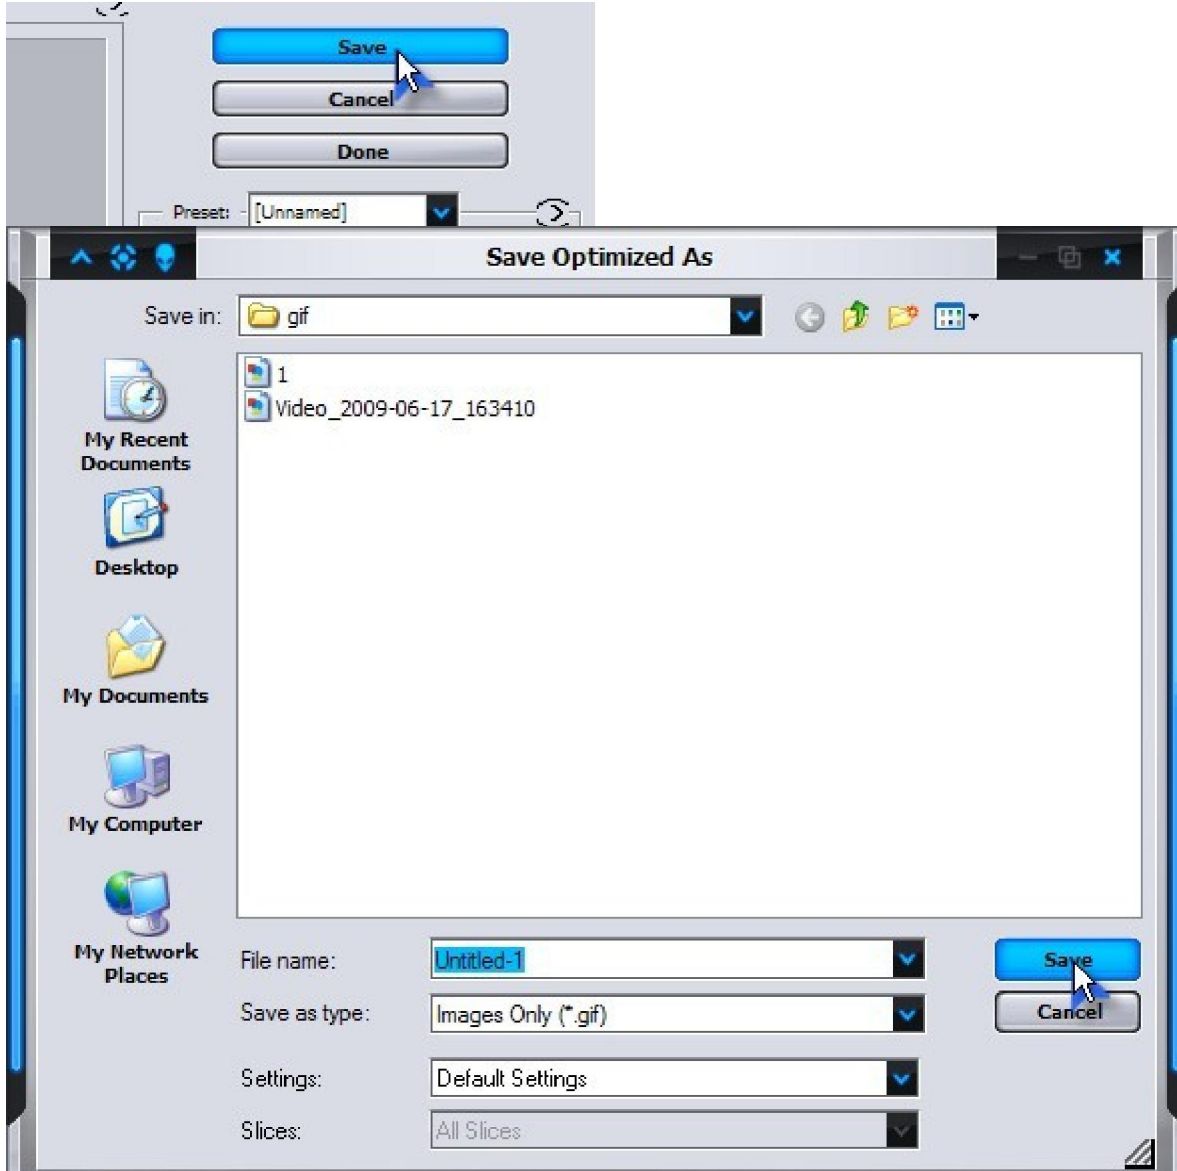 Save
Cancel
Done
Preset: [Unnamed]
Save Optimized As
Save in: gif
1
Video_2009-06-17_163410
My Recent
Documents
Desktop
My Documents
My Computer
My Network
Places
File name: Untitled-1 Save
Save as type: Images Only (*.gif) Cancel
Settings: Default Settings
Slices: All Slices